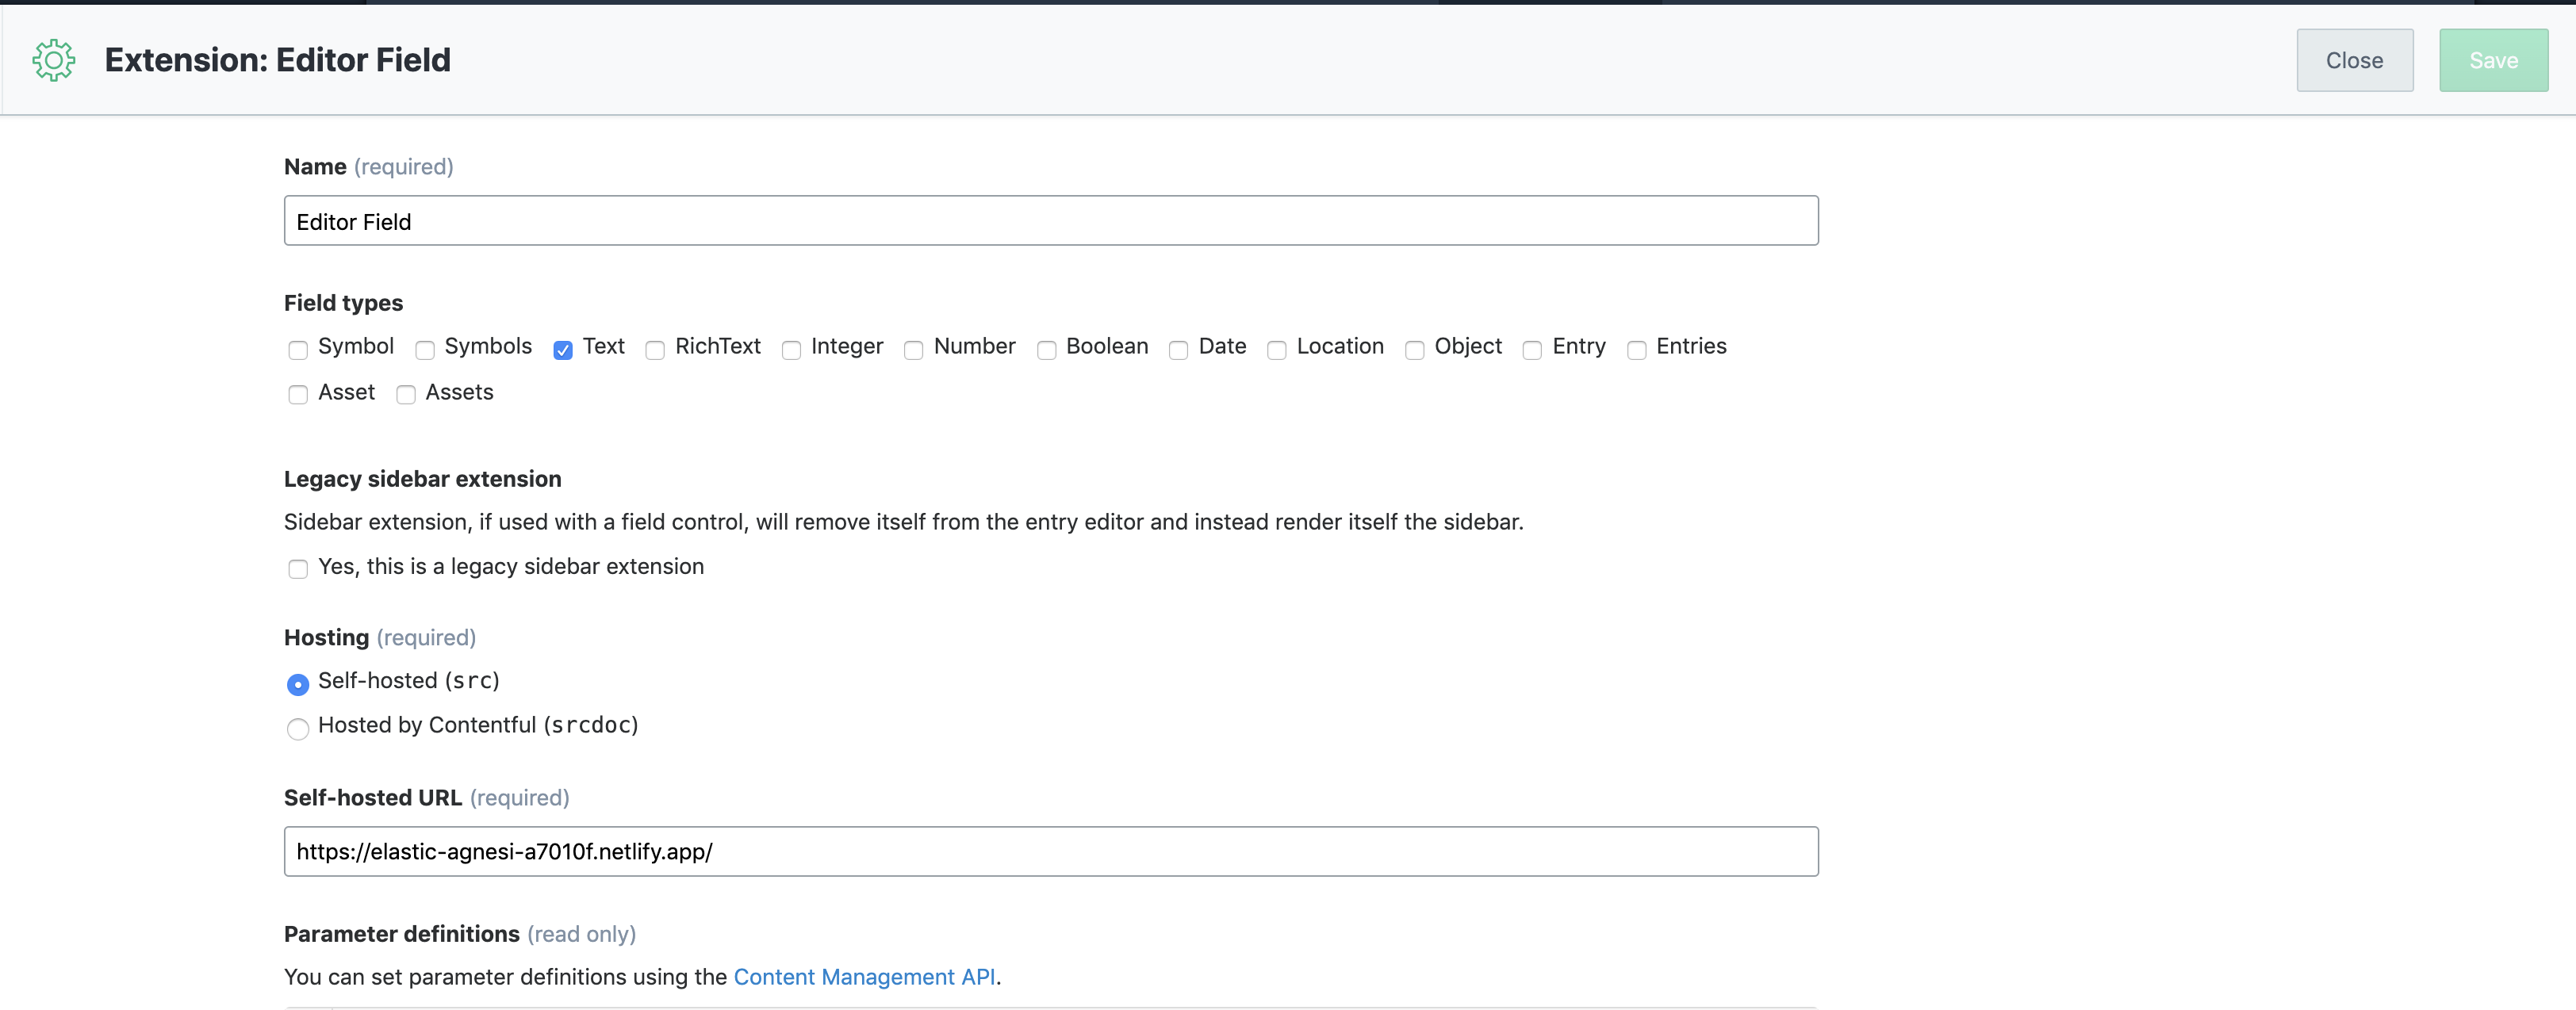 Extension: Editor Field
Close
Save
Name (required)
Editor Field
Field types
Symbol Symbols Text RichText Integer Number Boolean Date Location Object Entry Entries
Asset Assets
Legacy sidebar extension
Sidebar extension, if used with a field control, will remove itself from the entry editor and instead render itself the sidebar.
Yes, this is a legacy sidebar extension
Hosting (required)
Self-hosted (src)
Hosted by Contentful (srcdoc)
Self-hosted URL (required)
https://elastic-agnesi-a7010f.netlify.app/
Parameter definitions (read only)
You can set parameter definitions using the Content Management API.